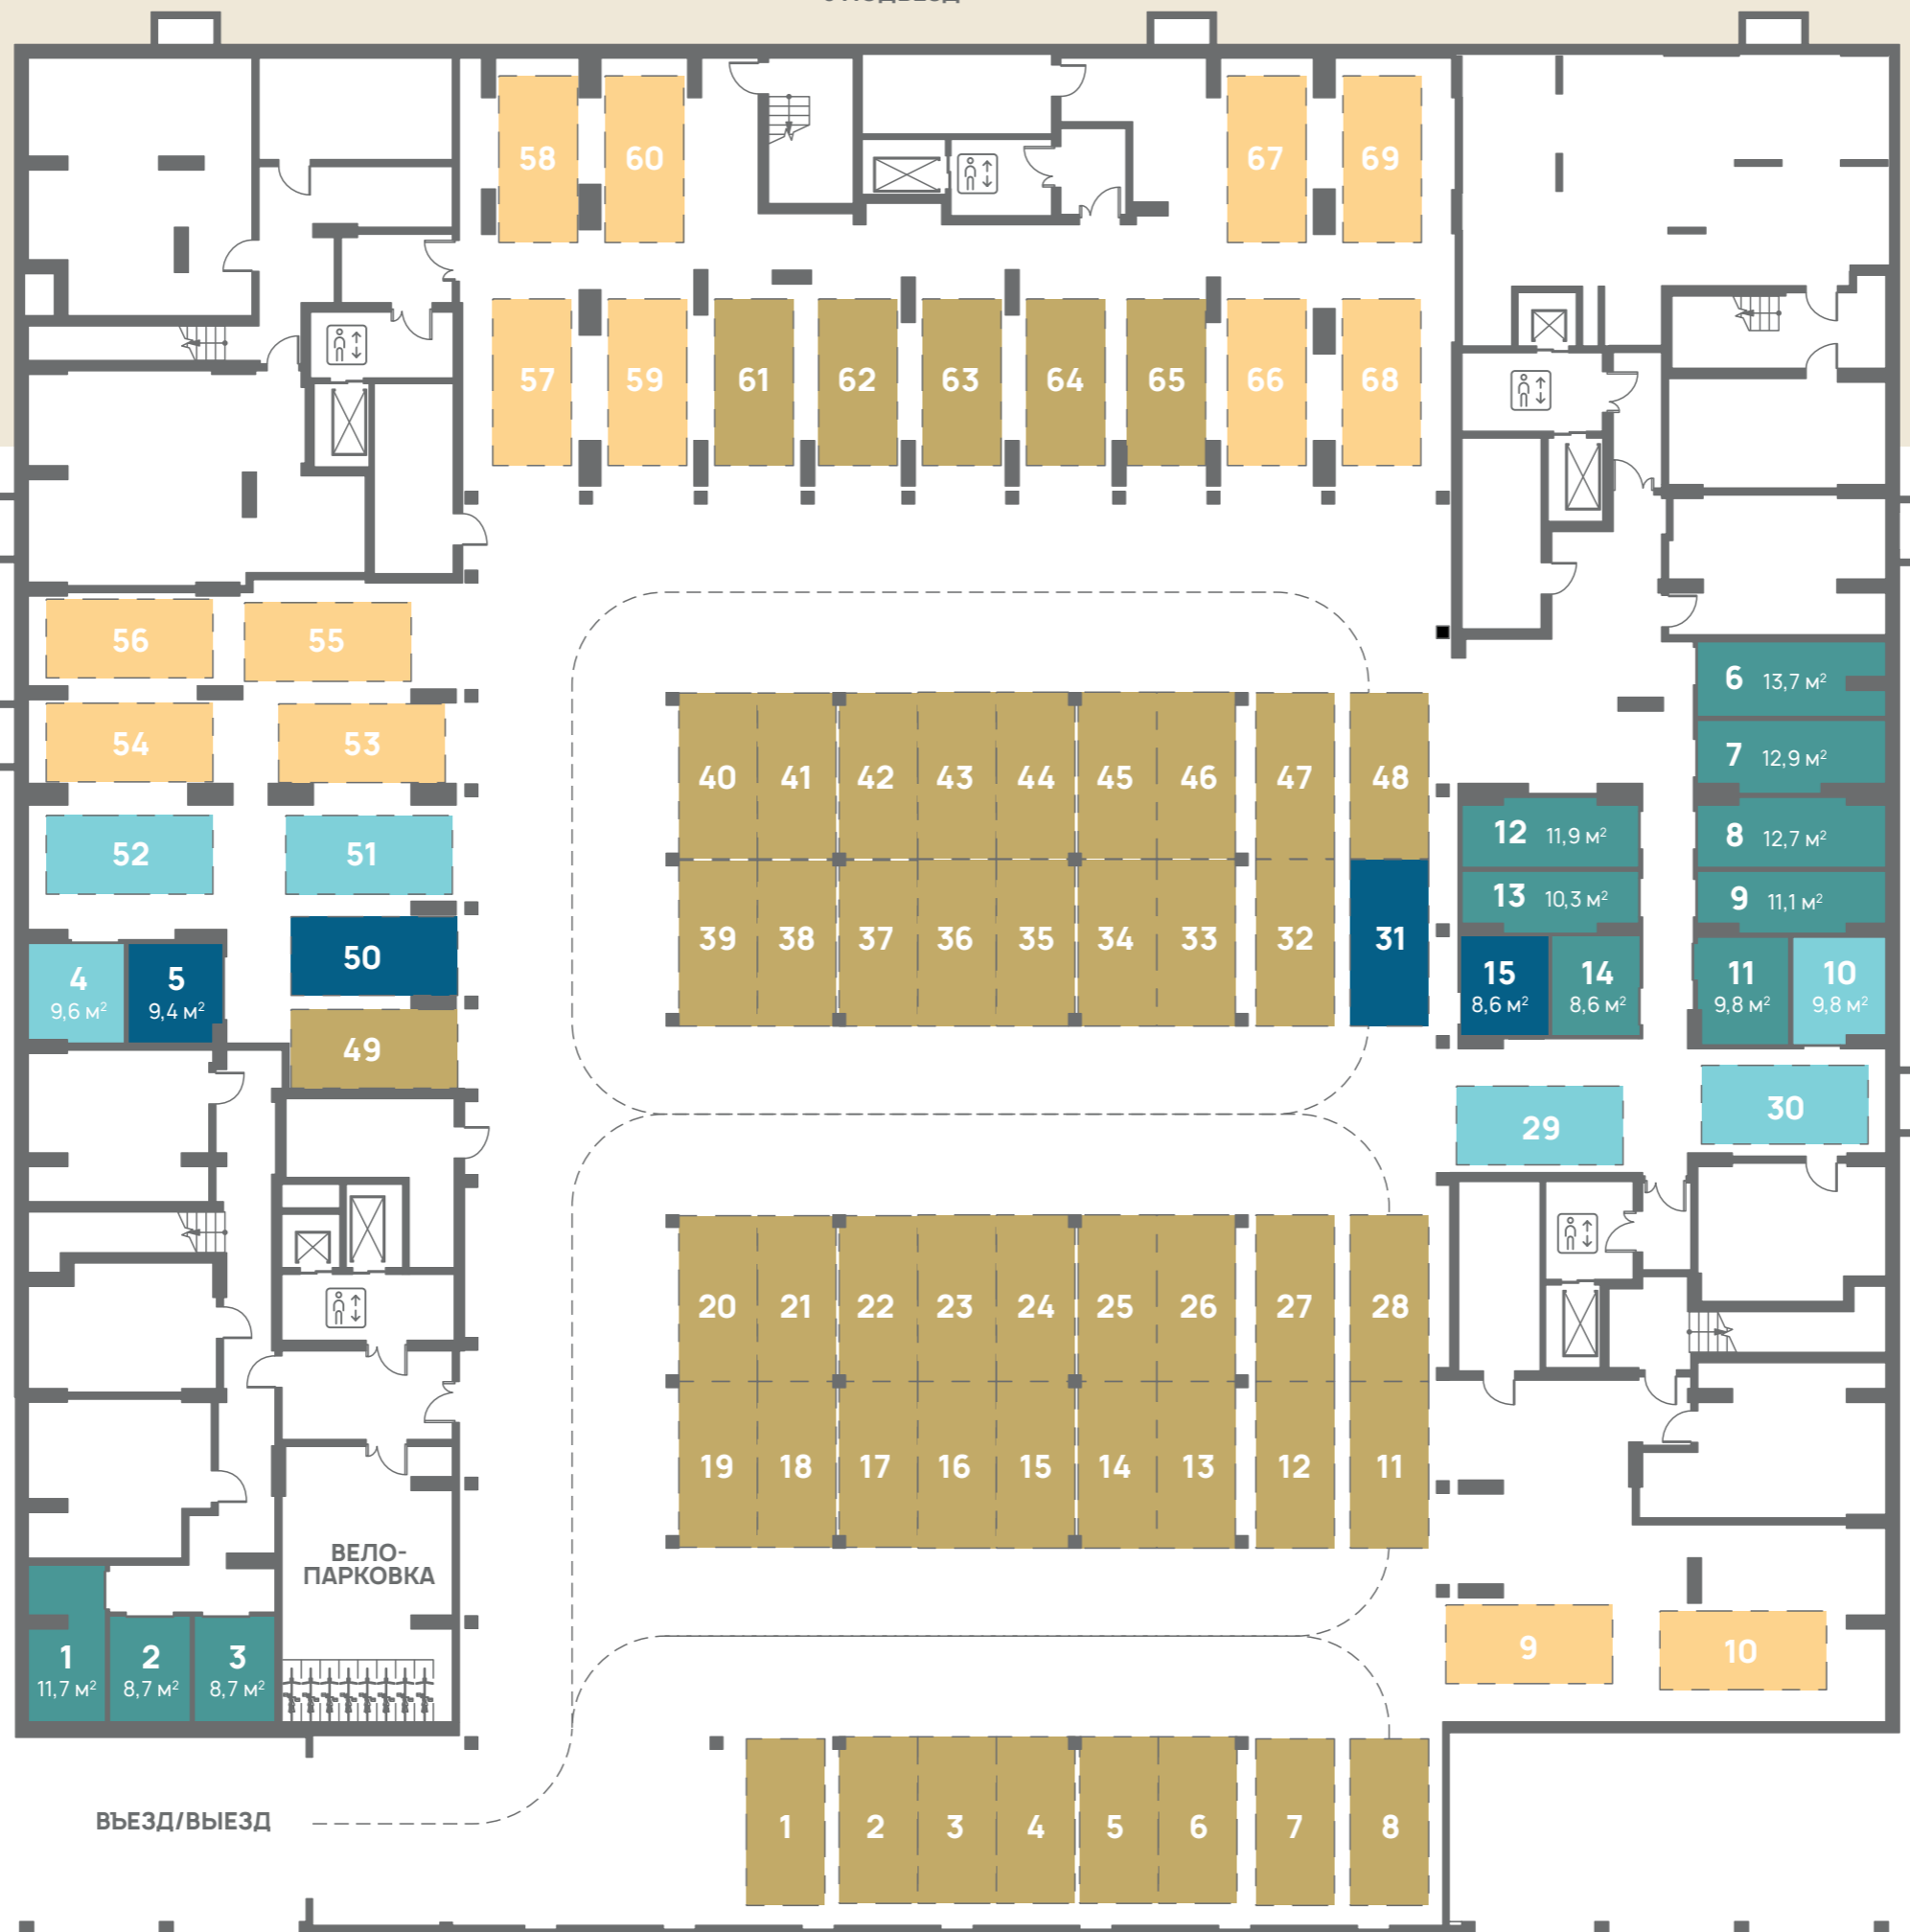 58 60 67 69
57 59 61 62 63 64 65 66 68
56 55
54 53
52 51
50
49
4
9,6 м²
5
9,4 м²
40 41 42 43 44 45 46 47 48
39 38 37 36 35 34 33 32 31
6 13,7 м²
7 12,9 м²
8 12,7 м²
9 11,1 м²
12 11,9 м²
13 10,3 м²
15
8,6 м²
14
8,6 м²
11
9,8 м²
10
9,8 м²
29 30
20 21 22 23 24 25 26 27 28
19 18 17 16 15 14 13 12 11
ВЕЛО-
ПАРКОВКА
1
11,7 м²
2
8,7 м²
3
8,7 м²
9 10
ВЪЕЗД/ВЫЕЗД
1 2 3 4 5 6 7 8